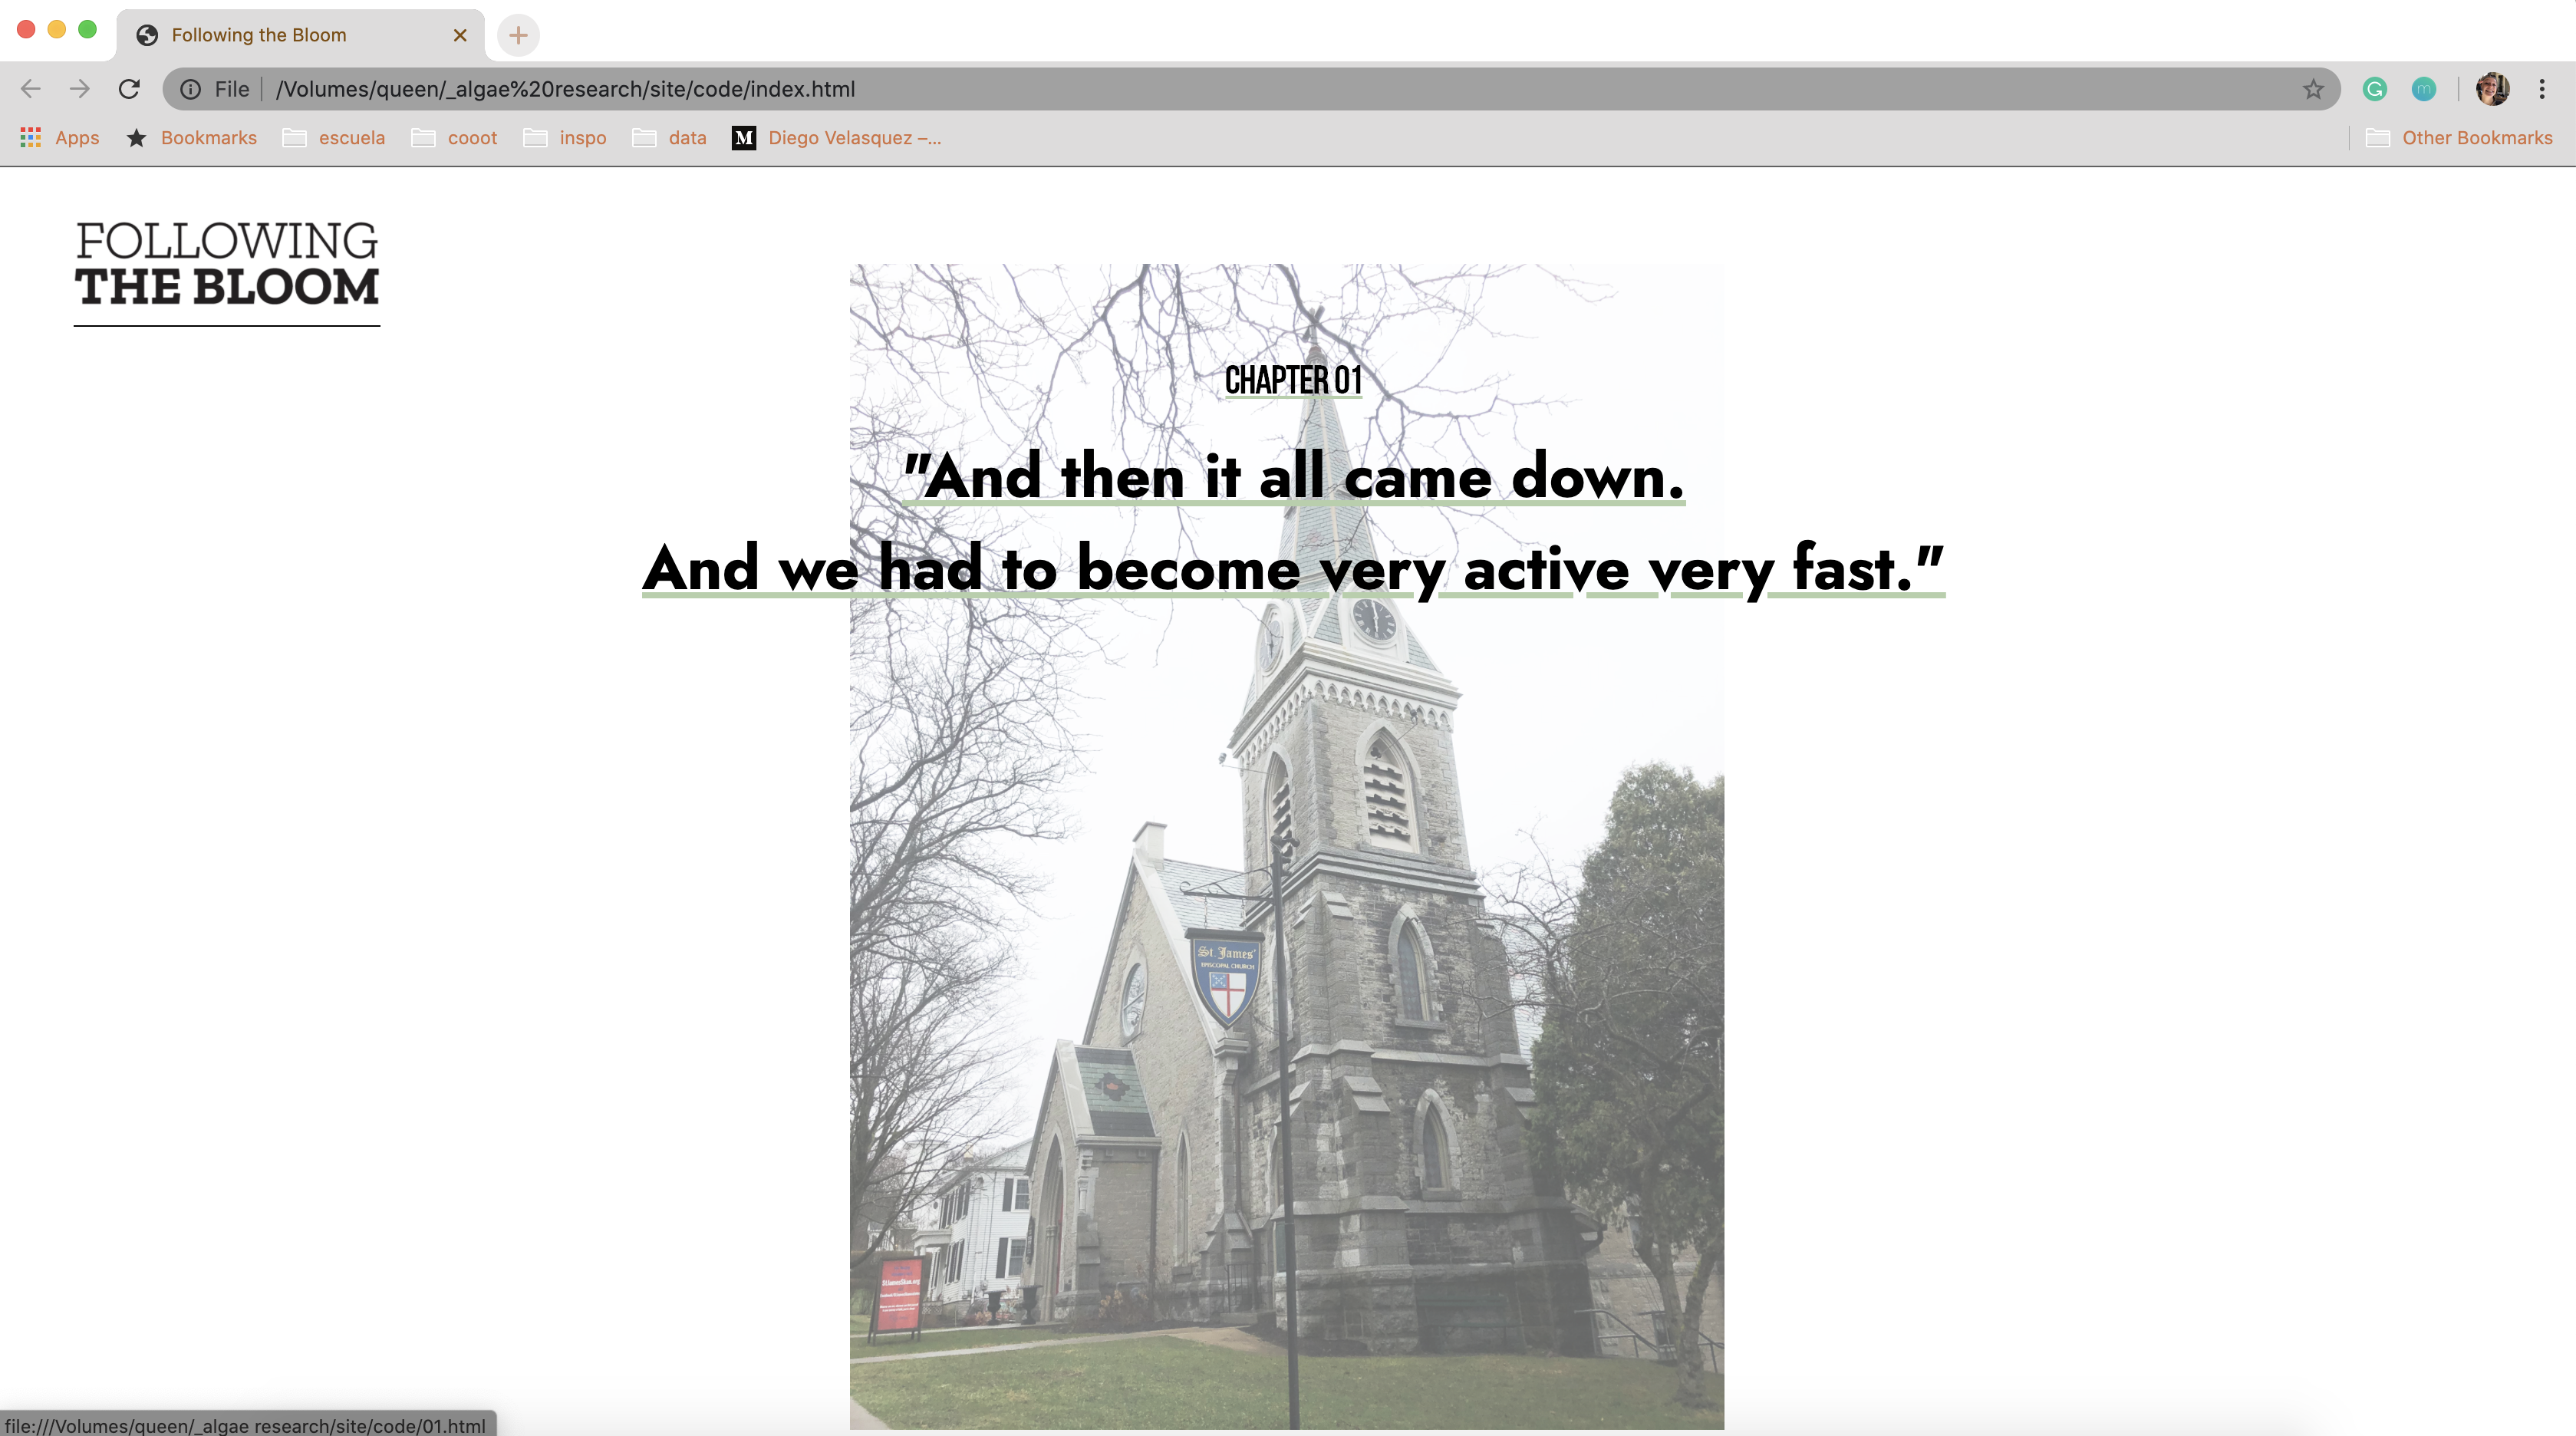 Following the Bloom
File
/Volumes/queen/_algae%20research/site/code/index.html
Apps
Bookmarks
escuela
cooot
inspo
data
M
Diego Velasquez –...
Other Bookmarks
FOLLOWING
THE BLOOM
CHAPTER 01
"And then it all came down.
And we had to become very active very fast."
St. James'
EPISCOPAL CHURCH
file:///Volumes/queen/_algae research/site/code/01.html